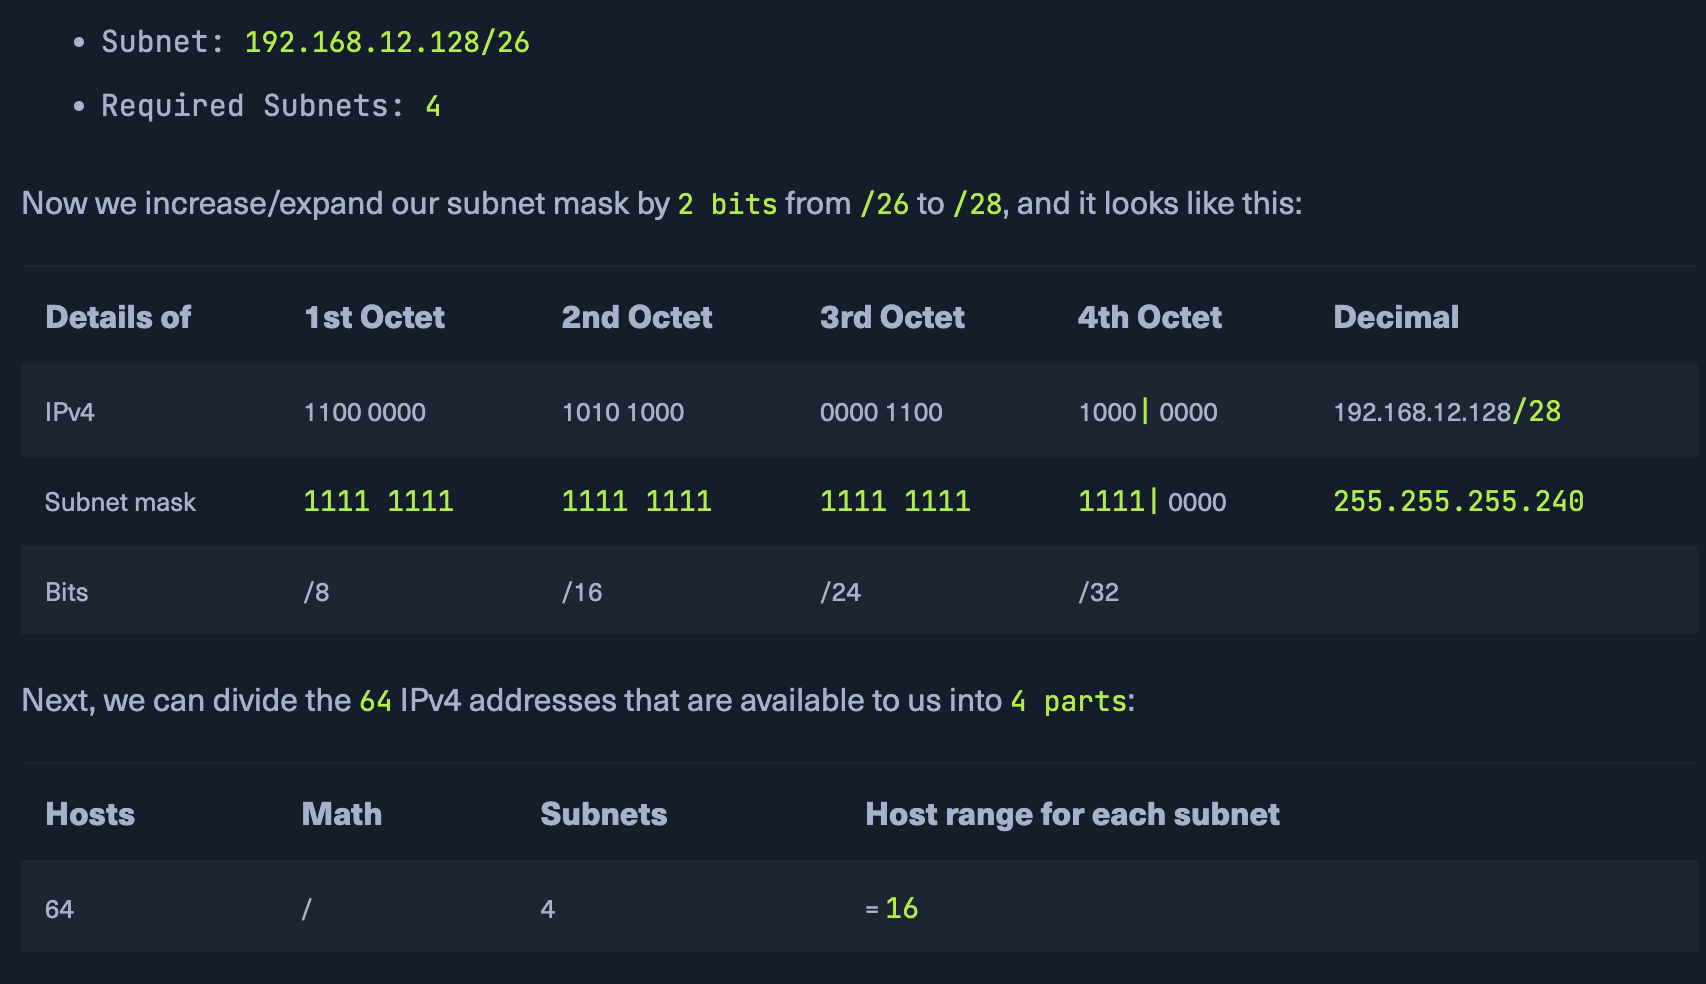 • Subnet: 192.168.12.128/26
• Required Subnets: 4
Now we increase/expand our subnet mask by 2 bits from /26 to /28, and it looks like this:
Details of 1st Octet 2nd Octet 3rd Octet 4th Octet Decimal
IPv4 1100 0000 1010 1000 0000 1100 1000| 0000 192.168.12.128/28
Subnet mask 1111 1111 1111 1111 1111 1111 1111| 0000 255.255.255.240
Bits /8 /16 /24 /32
Next, we can divide the 64 IPv4 addresses that are available to us into 4 parts:
Hosts Math Subnets Host range for each subnet
64 / 4 = 16